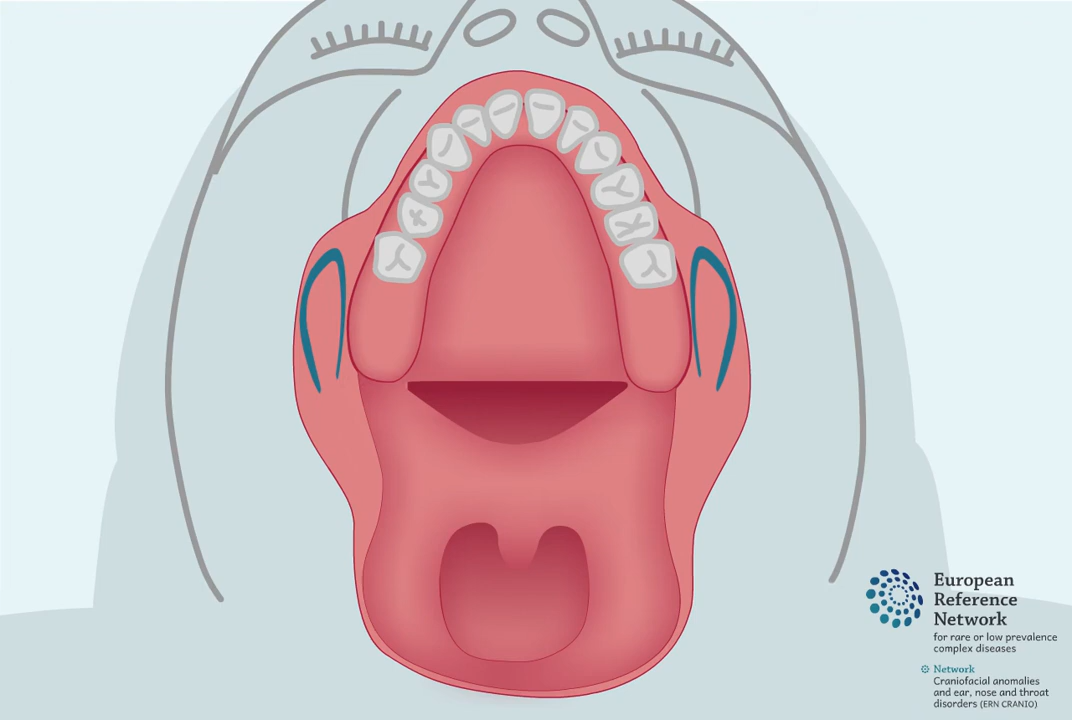 European
Reference
Network
for rare or low prevalence
complex diseases
Network
Craniofacial anomalies
and ear, nose and throat
disorders (ERN CRANIO)